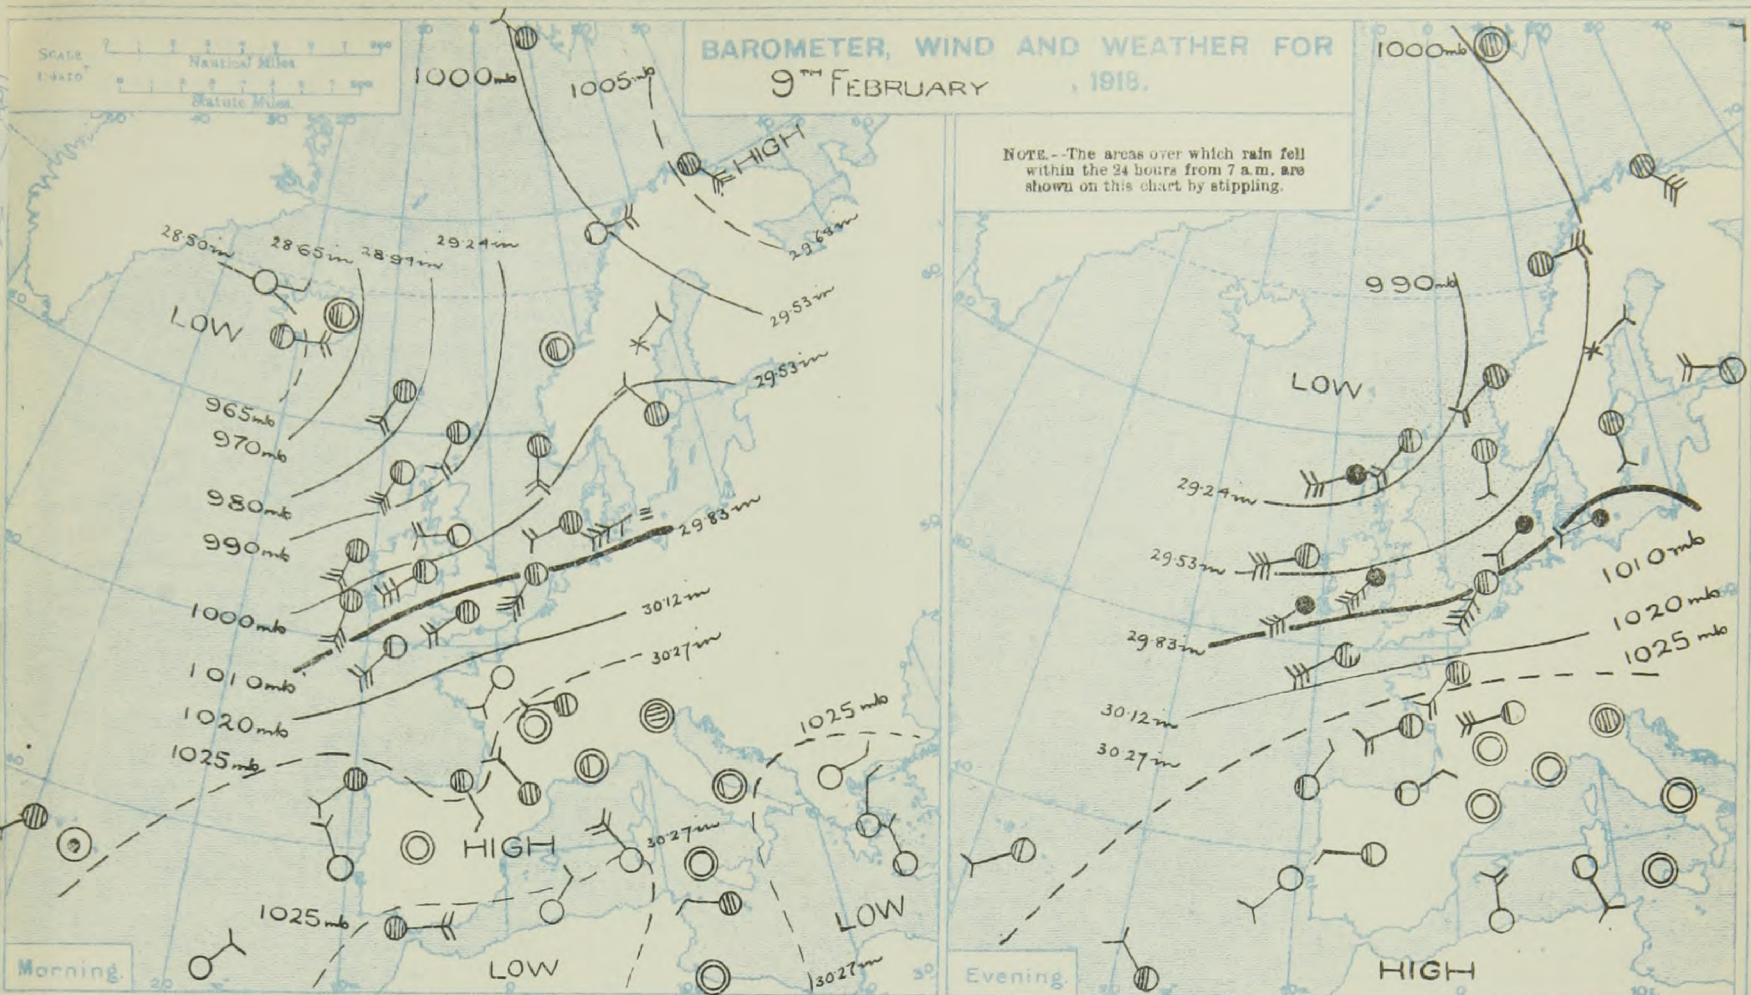 SCALE
Nautical Miles
Statute Miles.
BAROMETER, WIND AND WEATHER FOR
9TH FEBRUARY , 1918.
NOTE.--The areas over which rain fell
within the 24 hours from 7 a.m. are
shown on this chart by stippling.
1000mb
1005mb
HIGH
29.68in
28.50in
28.65in
28.94in
29.24in
LOW
29.53in
29.53in
965mb
970mb
980mb
990mb
1000mb
1010mb
1020mb
1025mb
29.83in
30.12in
30.27in
1025mb
HIGH
30.27in
1025mb
LOW
LOW
30.27in
Morning.
1000mb
990mb
LOW
29.24in
29.53in
29.83in
30.12in
30.27in
1010mb
1020mb
1025mb
HIGH
Evening.